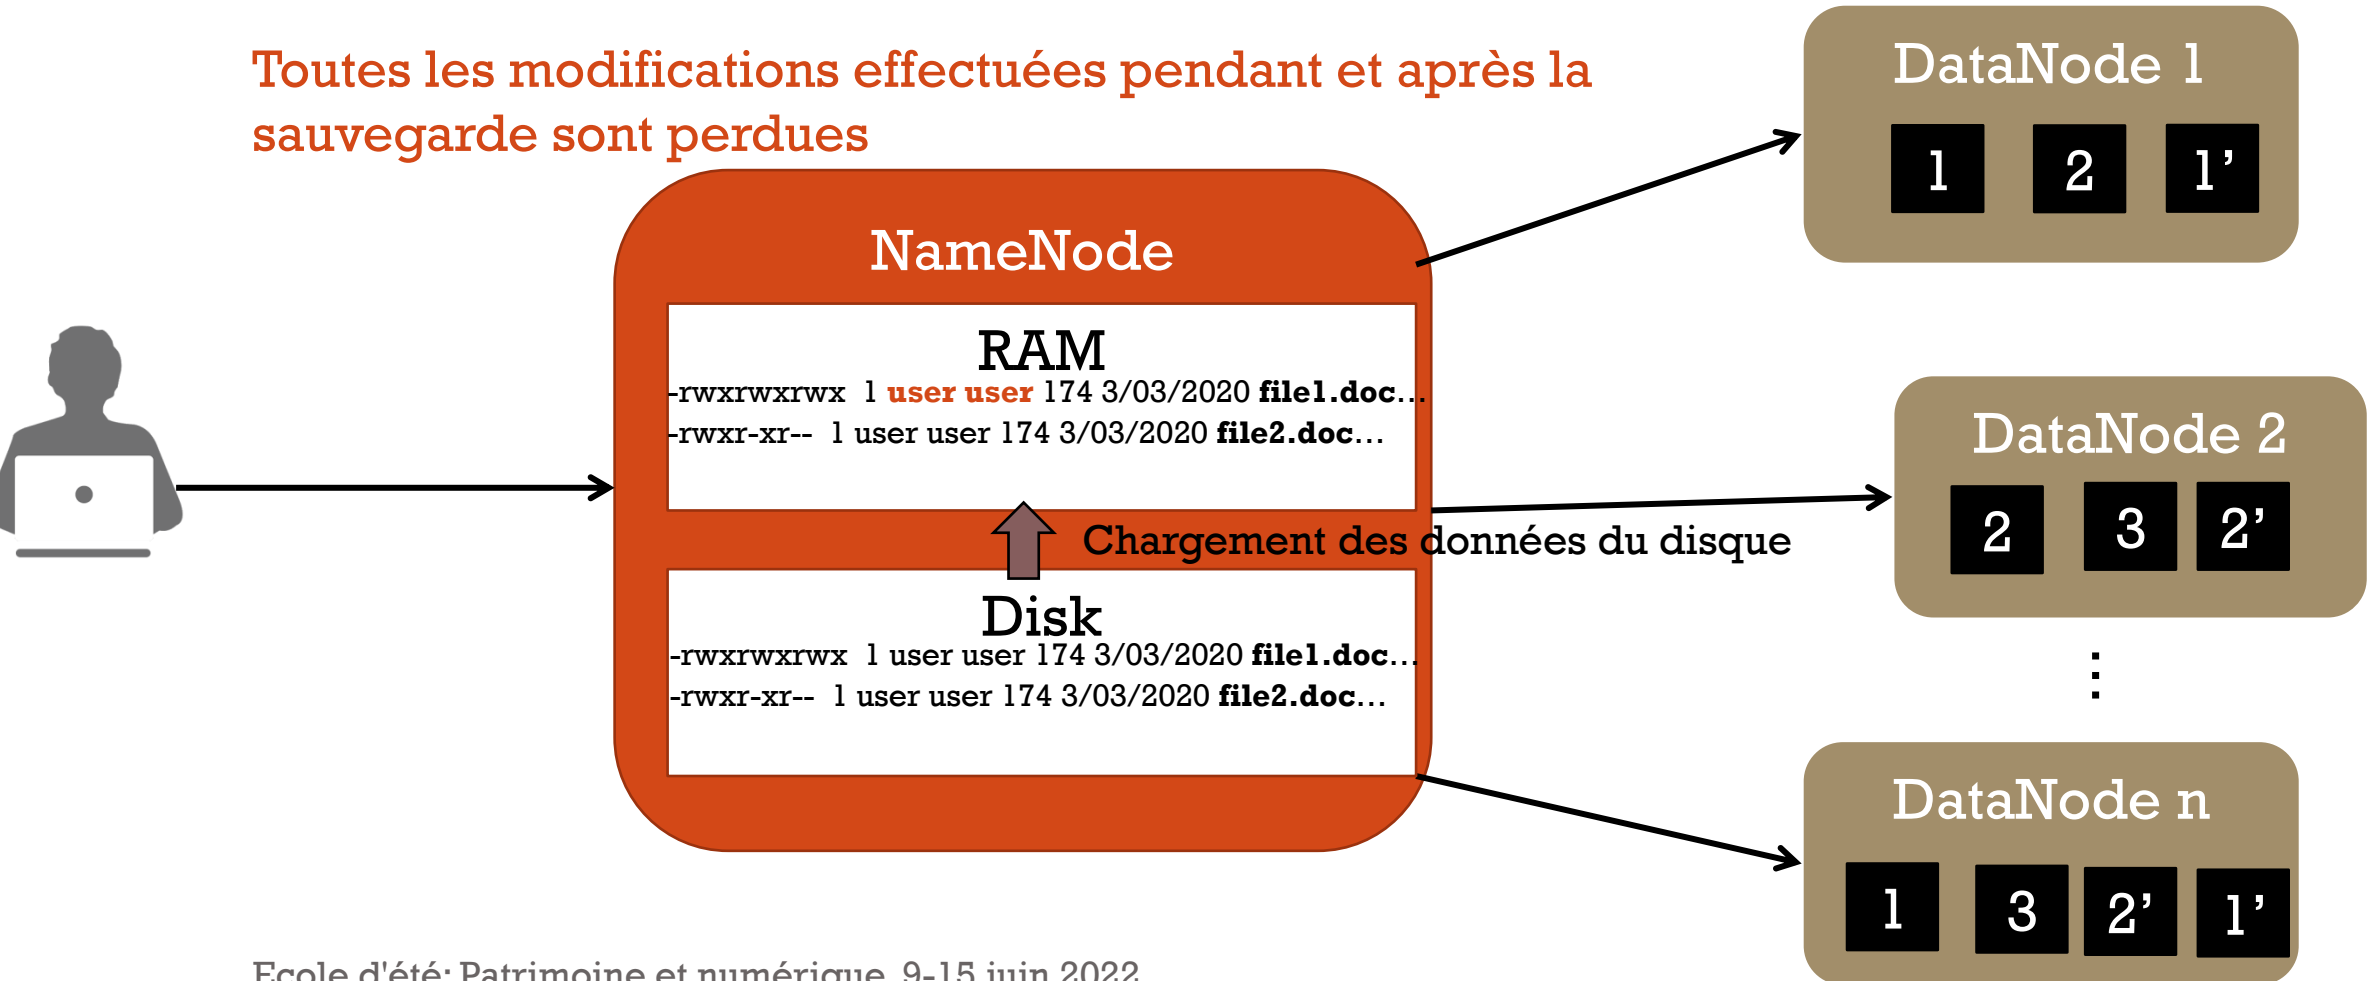 Toutes les modifications effectuées pendant et après la
sauvegarde sont perdues
NameNode
RAM
-rwxrwxrwx 1 user user 174 3/03/2020 file1.doc...
-rwxr-xr-- 1 user user 174 3/03/2020 file2.doc...
Chargement des données du disque
Disk
-rwxrwxrwx 1 user user 174 3/03/2020 file1.doc...
-rwxr-xr-- 1 user user 174 3/03/2020 file2.doc...
DataNode 1
1 2 1’
DataNode 2
2 3 2’
...
DataNode n
1 3 2’ 1’
Ecole d'été: Patrimoine et numérique, 9-15 juin 2022